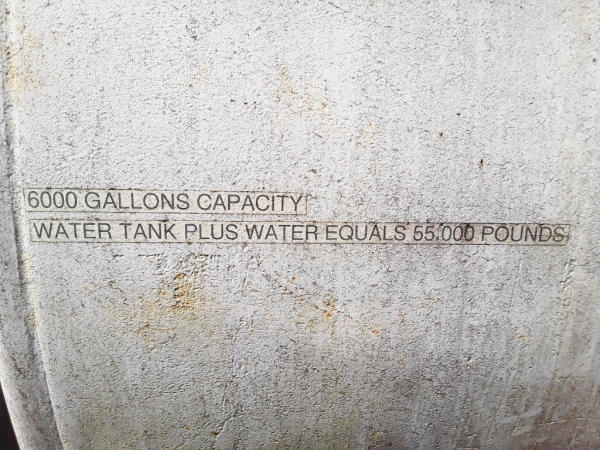 6000 GALLONS CAPACITY
WATER TANK PLUS WATER EQUALS 55,000 POUNDS